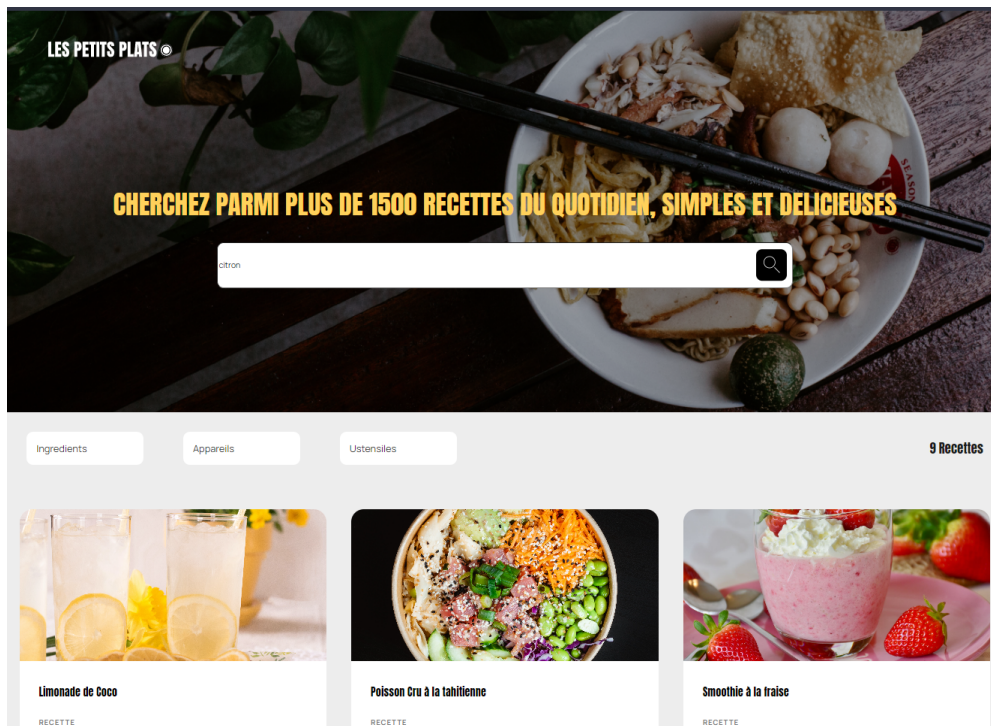 LES PETITS PLATS
CHERCHEZ PARMI PLUS DE 1500 RECETTES DU QUOTIDIEN, SIMPLES ET DELICIEUSES
citron
Ingredients
Appareils
Ustensiles
9 Recettes
Limonade de Coco
Poisson Cru à la tahitienne
Smoothie à la fraise
RECETTE
RECETTE
RECETTE